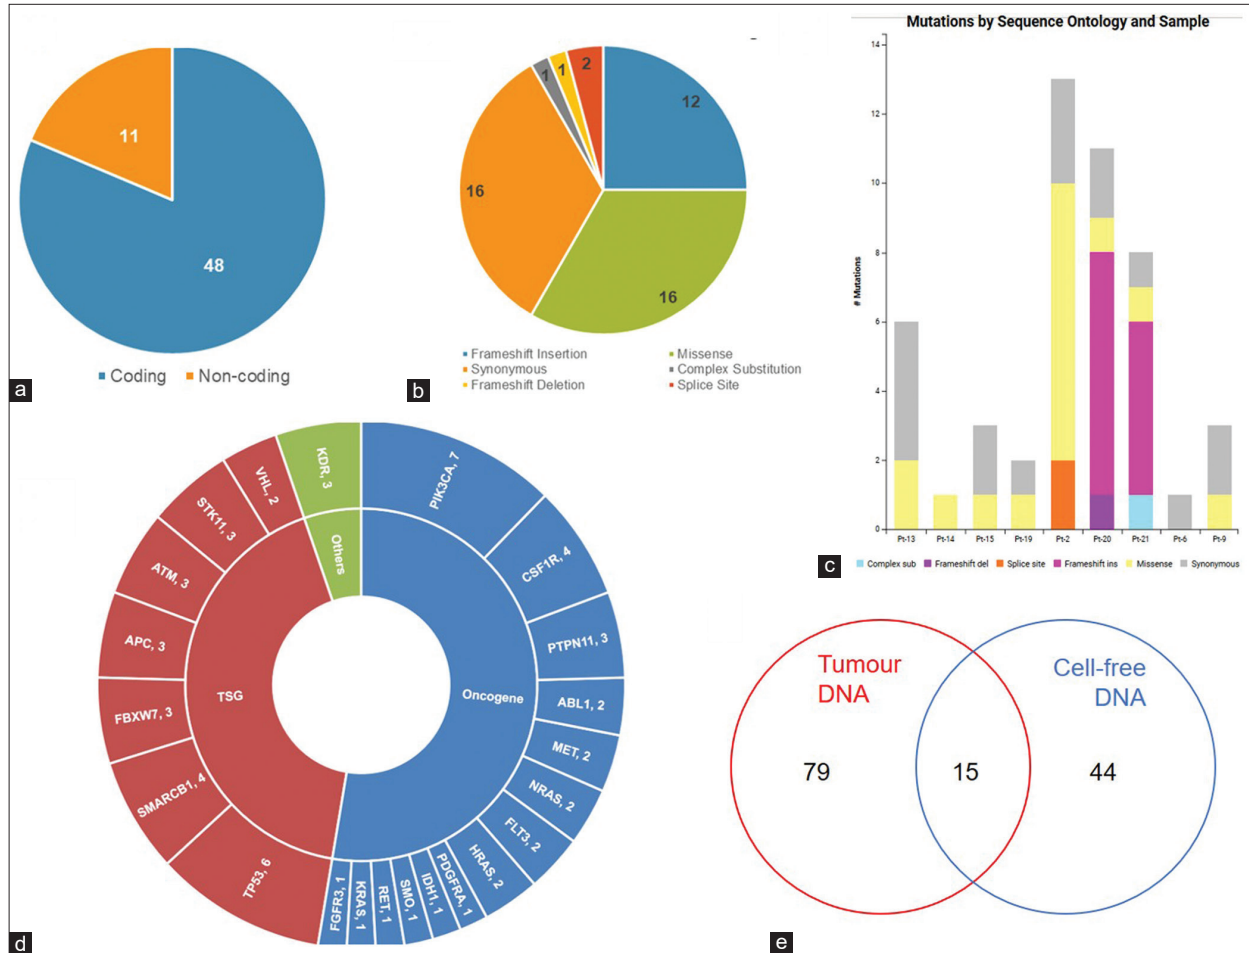 11
48
Coding
Non-coding
a
1
1
2
12
16
16
Frameshift Insertion
Missense
Synonymous
Complex Substitution
Frameshift Deletion
Splice Site
b
Mutations by Sequence Ontology and Sample
14
12
10
8
6
4
2
0
# Mutations
Pt-13 Pt-14 Pt-15 Pt-19 Pt-2 Pt-20 Pt-21 Pt-6 Pt-9
Complex sub Frameshift del Splice site Frameshift ins Missense Synonymous
c
KDR, 3
PIK3CA, 7
CSF1R, 4
PTPN11, 3
ABL1, 2
MET, 2
NRAS, 2
FLT3, 2
HRAS, 2
PDGFRA, 1
IDH1, 1
SMO, 1
RET, 1
KRAS, 1
FGFR3, 1
TP53, 6
SMARCB1, 4
FBXW7, 3
APC, 3
ATM, 3
STK11, 3
VHL, 2
Others
TSG
Oncogene
d
Tumour
DNA
Cell-free
DNA
79
15
44
e